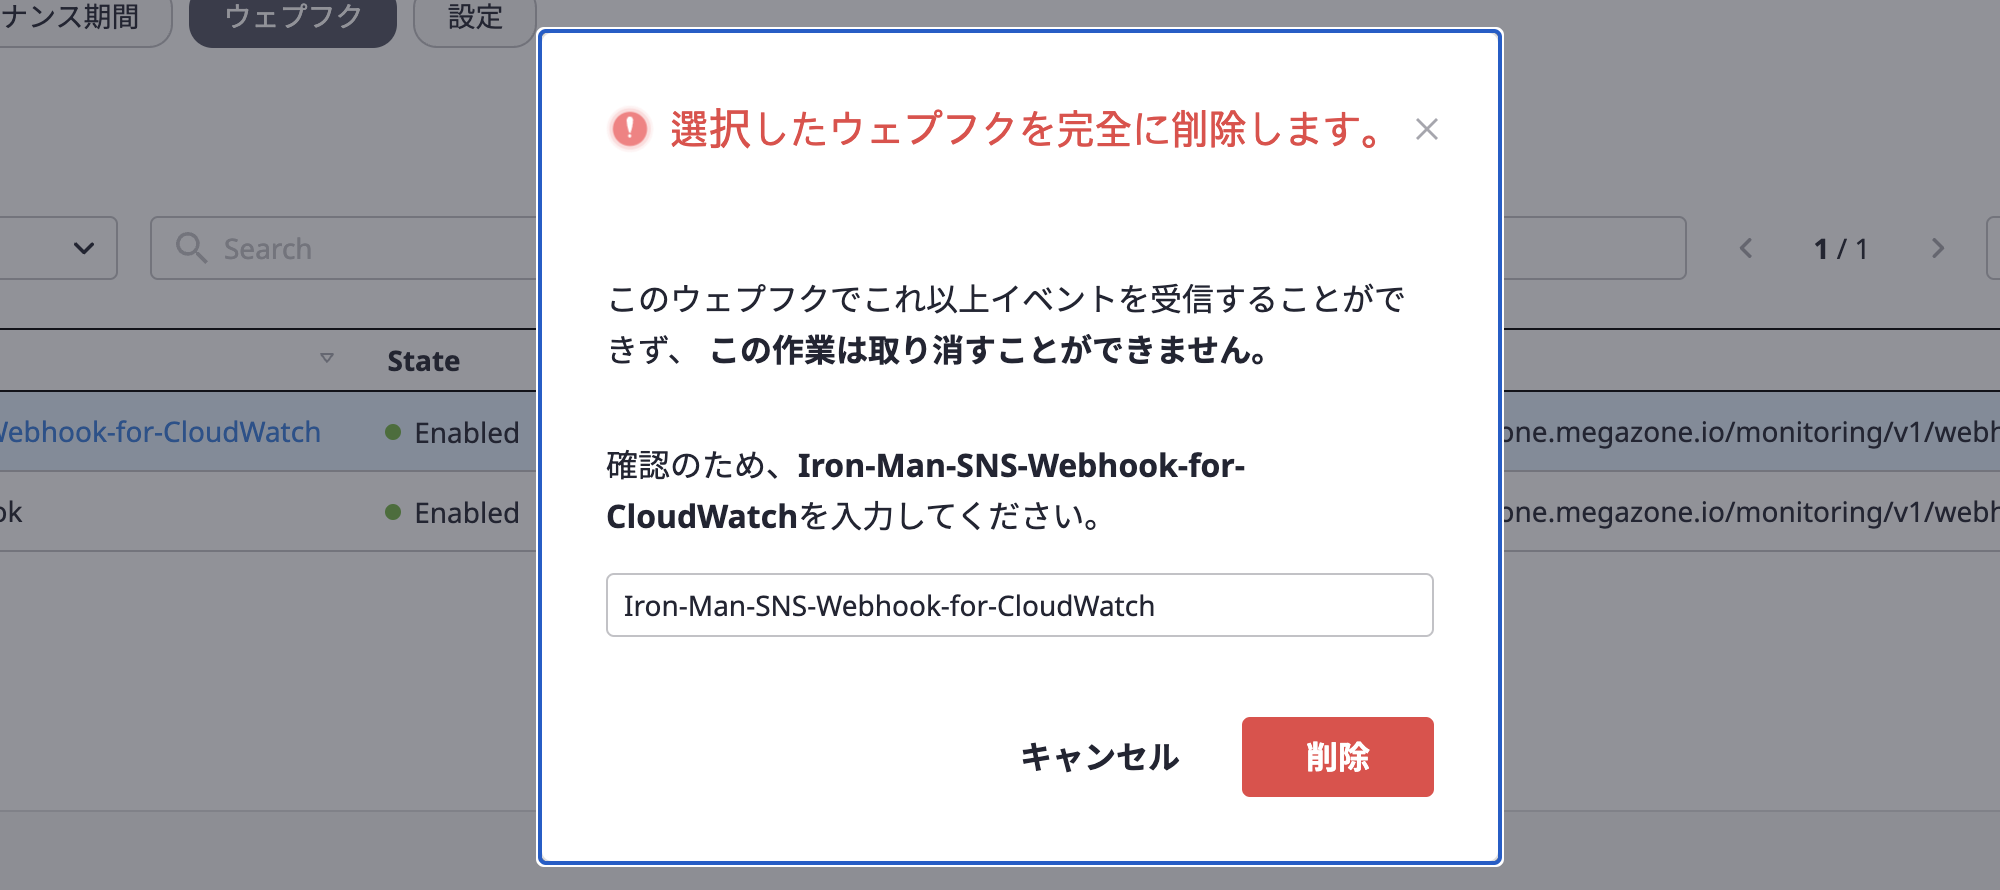 ナンス期間 ウェプフク 設定
選択したウェプフクを完全に削除します。
Search
1 / 1
このウェプフクでこれ以上イベントを受信することがで
きず、 この作業は取り消すことができません。
State
Webhook-for-CloudWatch Enabled one.megazone.io/monitoring/v1/webh
確認のため、Iron-Man-SNS-Webhook-for-
CloudWatchを入力してください。
ok Enabled one.megazone.io/monitoring/v1/webh
Iron-Man-SNS-Webhook-for-CloudWatch
キャンセル 削除